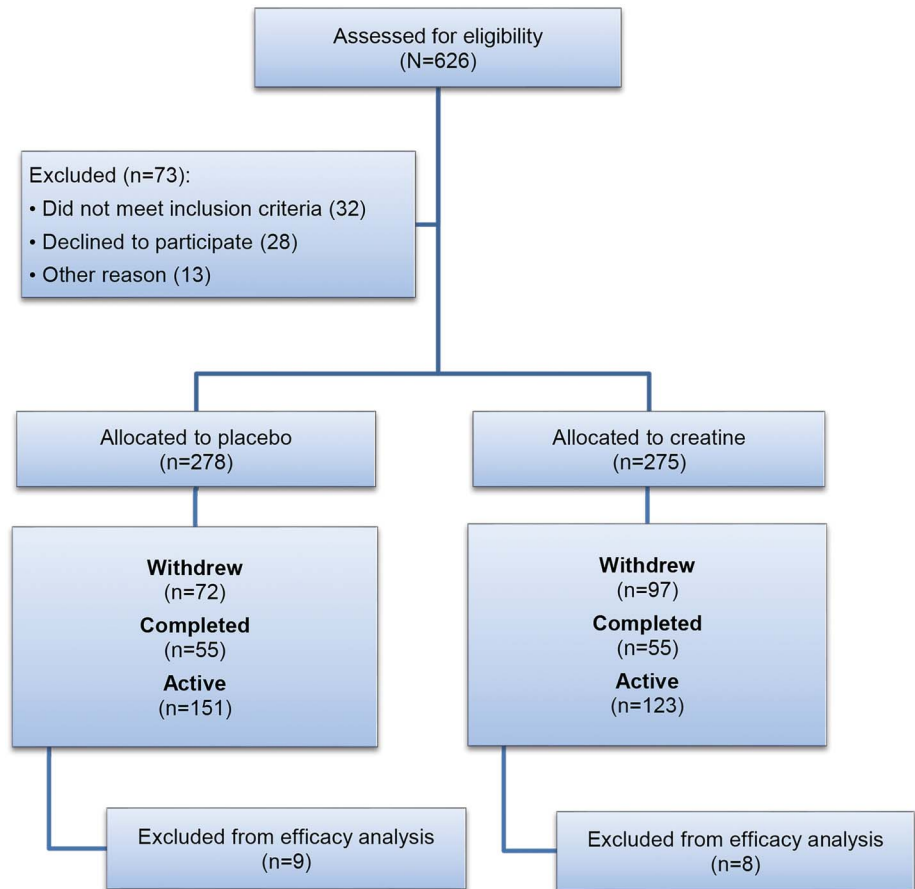 Assessed for eligibility
(N=626)
Excluded (n=73):
• Did not meet inclusion criteria (32)
• Declined to participate (28)
• Other reason (13)
Allocated to placebo
(n=278)
Allocated to creatine
(n=275)
Withdrew
(n=72)
Completed
(n=55)
Active
(n=151)
Withdrew
(n=97)
Completed
(n=55)
Active
(n=123)
Excluded from efficacy analysis
(n=9)
Excluded from efficacy analysis
(n=8)